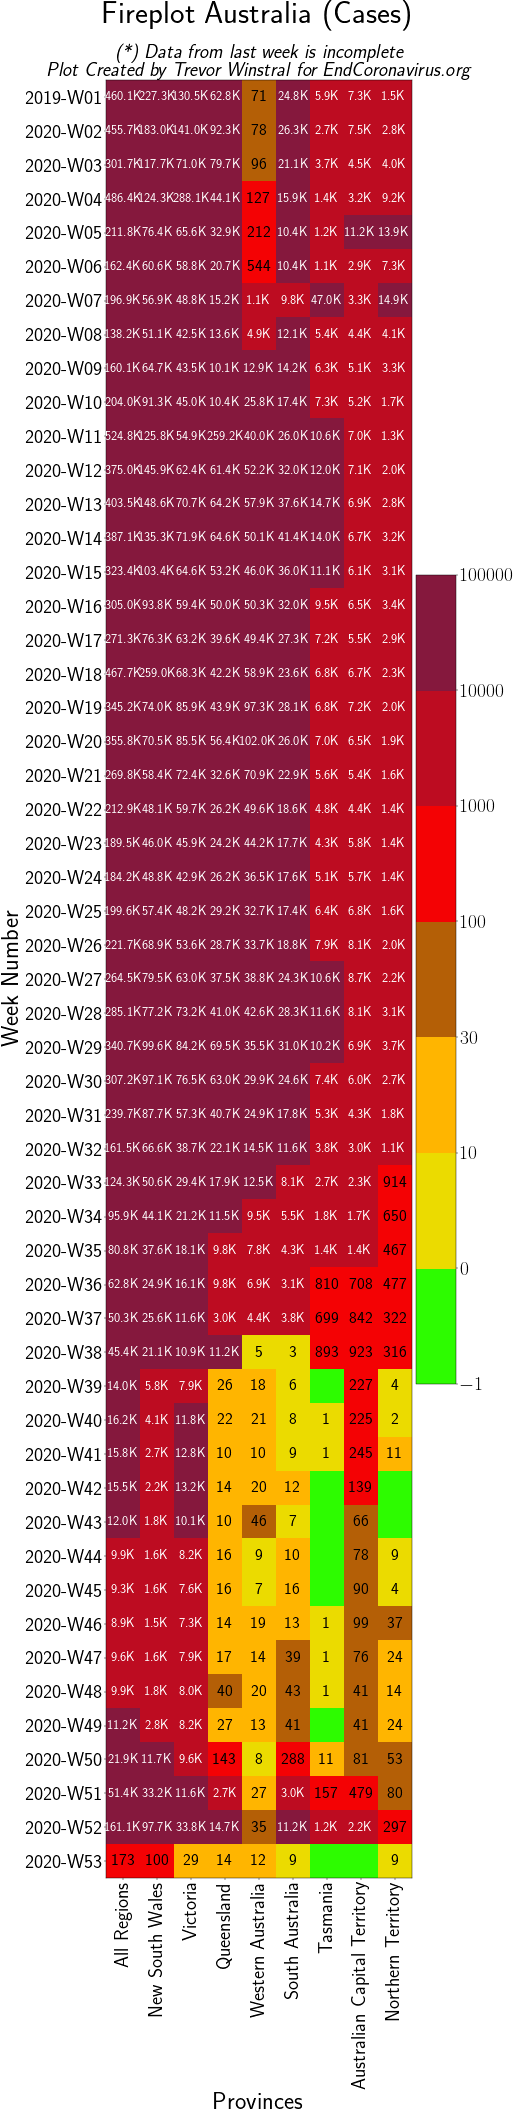 Fireplot Australia (Cases)
(*) Data from last week is incomplete
Plot Created by Trevor Winstral for EndCoronavirus.org
2019-W01 460.1K 227.3K 130.5K 62.8K 71 24.8K 5.9K 7.3K 1.5K
2020-W02 455.7K 183.0K 141.0K 92.3K 78 26.3K 2.7K 7.5K 2.8K
2020-W03 301.7K 117.7K 71.0K 79.7K 96 21.1K 3.7K 4.5K 4.0K
2020-W04 486.4K 124.3K 288.1K 44.1K 127 15.9K 1.4K 3.2K 9.2K
2020-W05 211.8K 76.4K 65.6K 32.9K 212 10.4K 1.2K 11.2K 13.9K
2020-W06 162.4K 60.6K 58.8K 20.7K 544 10.4K 1.1K 2.9K 7.3K
2020-W07 196.9K 56.9K 48.8K 15.2K 1.1K 9.8K 47.0K 3.3K 14.9K
2020-W08 138.2K 51.1K 42.5K 13.6K 4.9K 12.1K 5.4K 4.4K 4.1K
2020-W09 160.1K 64.7K 43.5K 10.1K 12.9K 14.2K 6.3K 5.1K 3.3K
2020-W10 204.0K 91.3K 45.0K 10.4K 25.8K 17.4K 7.3K 5.2K 1.7K
2020-W11 524.8K 125.8K 54.9K 259.2K 40.0K 26.0K 10.6K 7.0K 1.3K
2020-W12 375.0K 145.9K 62.4K 61.4K 52.2K 32.0K 12.0K 7.1K 2.0K
2020-W13 403.5K 148.6K 70.7K 64.2K 57.9K 37.6K 14.7K 6.9K 2.8K
2020-W14 387.1K 135.3K 71.9K 64.6K 50.1K 41.4K 14.0K 6.7K 3.2K
2020-W15 323.4K 103.4K 64.6K 53.2K 46.0K 36.0K 11.1K 6.1K 3.1K
100000
2020-W16 305.0K 93.8K 59.4K 50.0K 50.3K 32.0K 9.5K 6.5K 3.4K
2020-W17 271.3K 76.3K 63.2K 39.6K 49.4K 27.3K 7.2K 5.5K 2.9K
2020-W18 467.7K 259.0K 68.3K 42.2K 58.9K 23.6K 6.8K 6.7K 2.3K
10000
2020-W19 345.2K 74.0K 85.9K 43.9K 97.3K 28.1K 6.8K 7.2K 2.0K
2020-W20 355.8K 70.5K 85.5K 56.4K 102.0K 26.0K 7.0K 6.5K 1.9K
2020-W21 269.8K 58.4K 72.4K 32.6K 70.9K 22.9K 5.6K 5.4K 1.6K
2020-W22 212.9K 48.1K 59.7K 26.2K 49.6K 18.6K 4.8K 4.4K 1.4K
1000
2020-W23 189.5K 46.0K 45.9K 24.2K 44.2K 17.7K 4.3K 5.8K 1.4K
2020-W24 184.2K 48.8K 42.9K 26.2K 36.5K 17.6K 5.1K 5.7K 1.4K
2020-W25 199.6K 57.4K 48.2K 29.2K 32.7K 17.4K 6.4K 6.8K 1.6K
100
2020-W26 221.7K 68.9K 53.6K 28.7K 33.7K 18.8K 7.9K 8.1K 2.0K
2020-W27 264.5K 79.5K 63.0K 37.5K 38.8K 24.3K 10.6K 8.7K 2.2K
2020-W28 285.1K 77.2K 73.2K 41.0K 42.6K 28.3K 11.6K 8.1K 3.1K
30
2020-W29 340.7K 99.6K 84.2K 69.5K 35.5K 31.0K 10.2K 6.9K 3.7K
2020-W30 307.2K 97.1K 76.5K 63.0K 29.9K 24.6K 7.4K 6.0K 2.7K
2020-W31 239.7K 87.7K 57.3K 40.7K 24.9K 17.8K 5.3K 4.3K 1.8K
2020-W32 161.5K 66.6K 38.7K 22.1K 14.5K 11.6K 3.8K 3.0K 1.1K
10
2020-W33 124.3K 50.6K 29.4K 17.9K 12.5K 8.1K 2.7K 2.3K 914
2020-W34 95.9K 44.1K 21.2K 11.5K 9.5K 5.5K 1.8K 1.7K 650
2020-W35 80.8K 37.6K 18.1K 9.8K 7.8K 4.3K 1.4K 1.4K 467
0
2020-W36 62.8K 24.9K 16.1K 9.8K 6.9K 3.1K 810 708 477
2020-W37 50.3K 25.6K 11.6K 3.0K 4.4K 3.8K 699 842 322
2020-W38 45.4K 21.1K 10.9K 11.2K 5 3 893 923 316
−1
2020-W39 14.0K 5.8K 7.9K 26 18 6 227 4
2020-W40 16.2K 4.1K 11.8K 22 21 8 1 225 2
2020-W41 15.8K 2.7K 12.8K 10 10 9 1 245 11
2020-W42 15.5K 2.2K 13.2K 14 20 12 139
2020-W43 12.0K 1.8K 10.1K 10 46 7 66
2020-W44 9.9K 1.6K 8.2K 16 9 10 78 9
2020-W45 9.3K 1.6K 7.6K 16 7 16 90 4
2020-W46 8.9K 1.5K 7.3K 14 19 13 1 99 37
2020-W47 9.6K 1.6K 7.9K 17 14 39 1 76 24
2020-W48 9.9K 1.8K 8.0K 40 20 43 1 41 14
2020-W49 11.2K 2.8K 8.2K 27 13 41 41 24
2020-W50 21.9K 11.7K 9.6K 143 8 288 11 81 53
2020-W51 51.4K 33.2K 11.6K 2.7K 27 3.0K 157 479 80
2020-W52 161.1K 97.7K 33.8K 14.7K 35 11.2K 1.2K 2.2K 297
2020-W53 173 100 29 14 12 9 9
Week Number
All Regions
New South Wales
Victoria
Queensland
Western Australia
South Australia
Tasmania
Australian Capital Territory
Northern Territory
Provinces